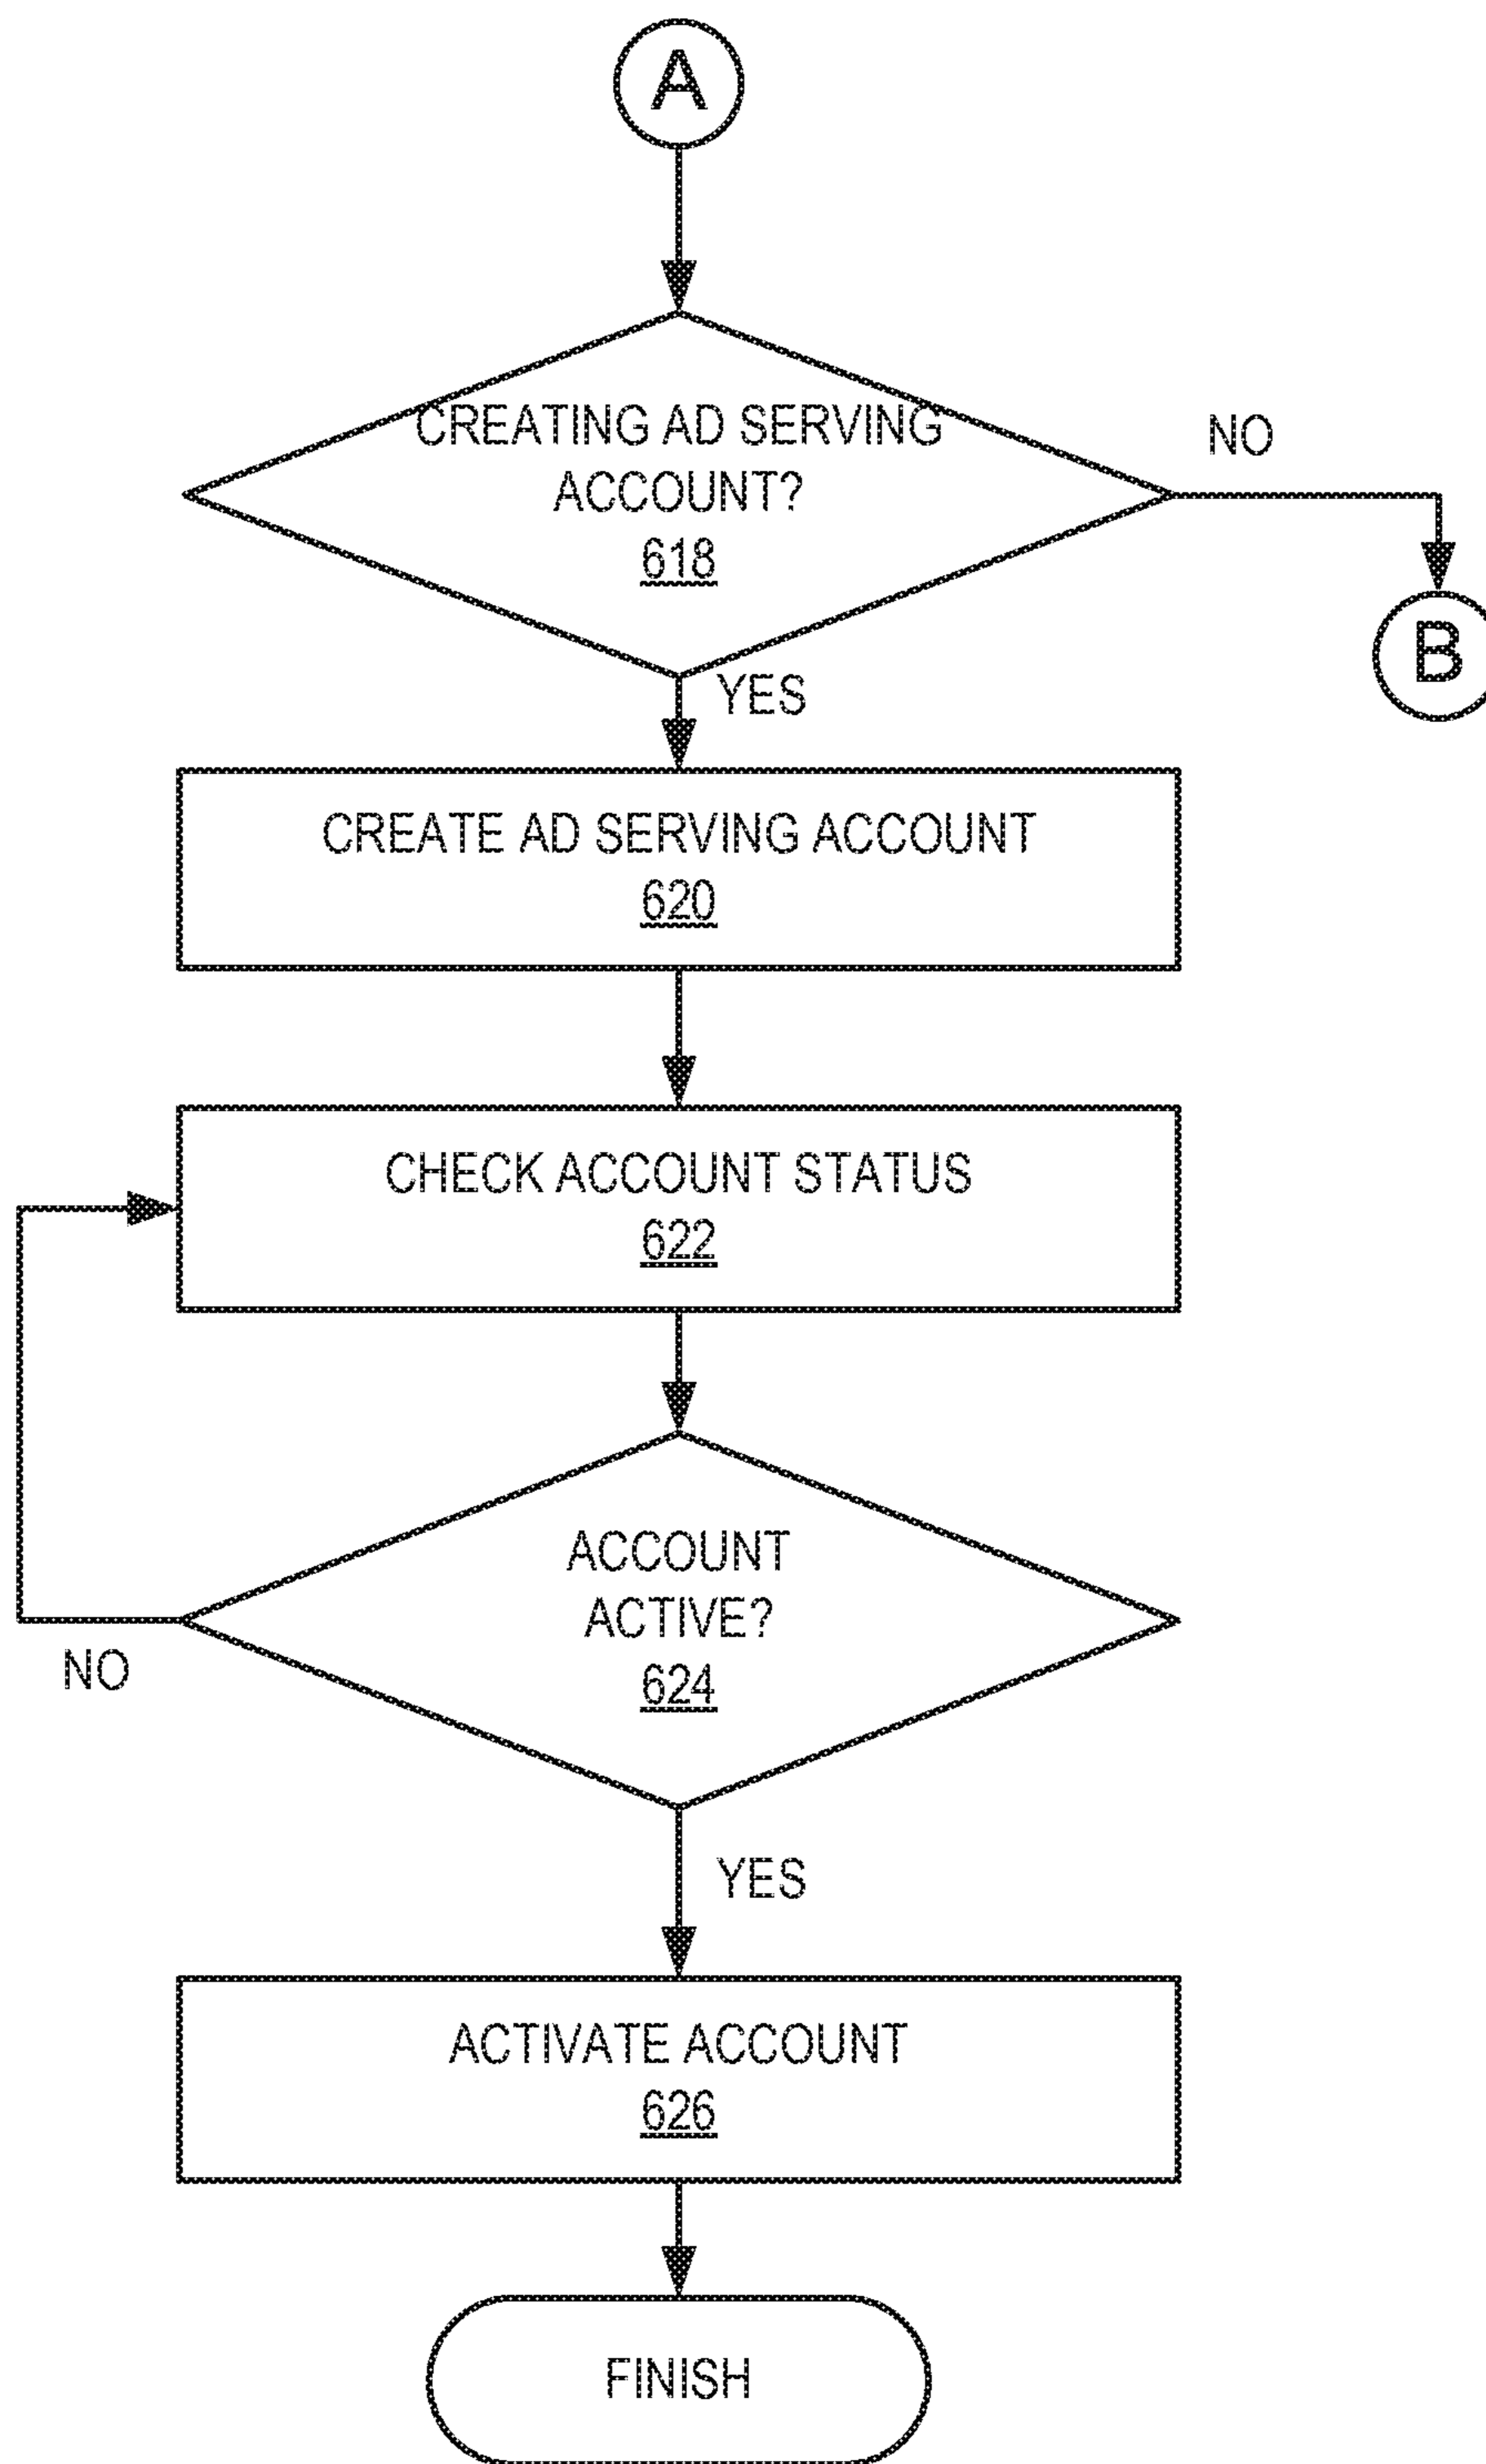 A
CREATING AD SERVING
ACCOUNT?
618
NO
B
YES
CREATE AD SERVING ACCOUNT
620
CHECK ACCOUNT STATUS
622
ACCOUNT
ACTIVE?
624
NO
YES
ACTIVATE ACCOUNT
626
FINISH